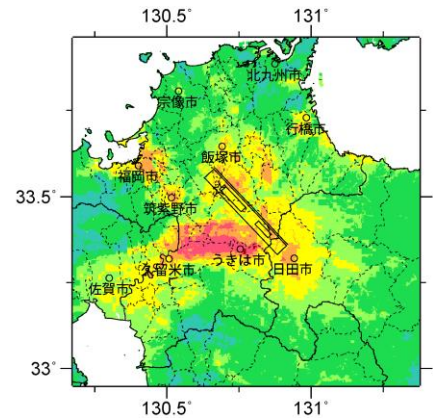 130.5 131
北九州市
宗像市
行橋市
飯塚市
福岡市
33.5
筑紫野市
うきは市
久留米市 日田市
佐賀市
33
130.5 131